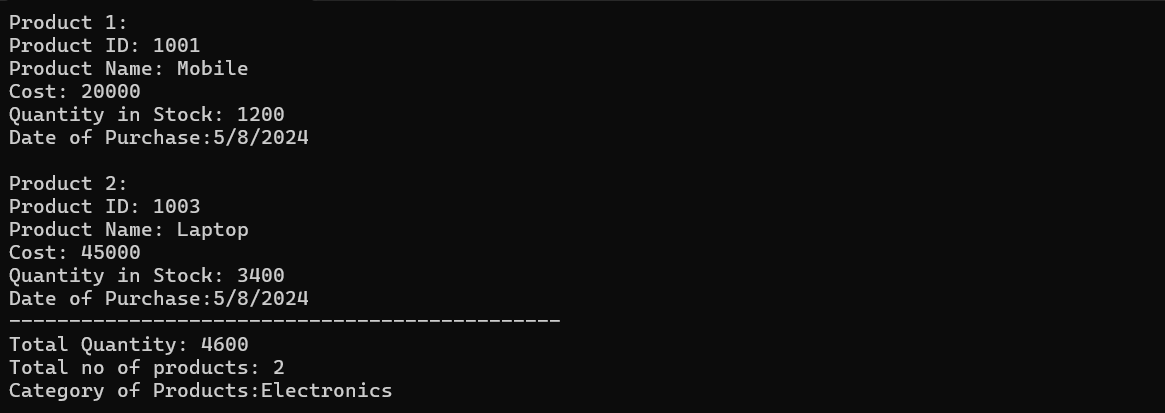 Product 1:
Product ID: 1001
Product Name: Mobile
Cost: 20000
Quantity in Stock: 1200
Date of Purchase:5/8/2024
Product 2:
Product ID: 1003
Product Name: Laptop
Cost: 45000
Quantity in Stock: 3400
Date of Purchase:5/8/2024
----------------------------------------------
Total Quantity: 4600
Total no of products: 2
Category of Products:Electronics